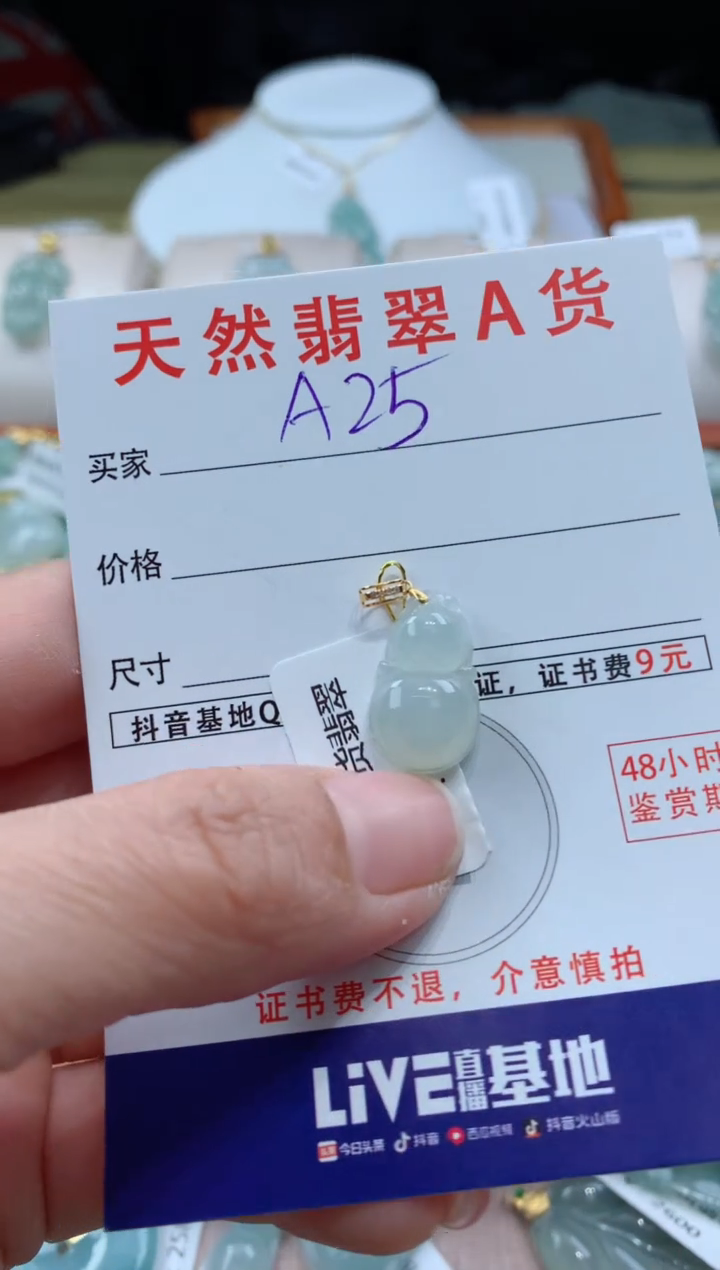 天然翡翠A货
A25
买家
价格
尺寸
抖音基地Q
证，证书费9元
48小时
鉴赏期
证书费不退，介意慎拍
LiVE直播基地
头条 今日头条 抖音 西瓜视频 抖音火山版
2600